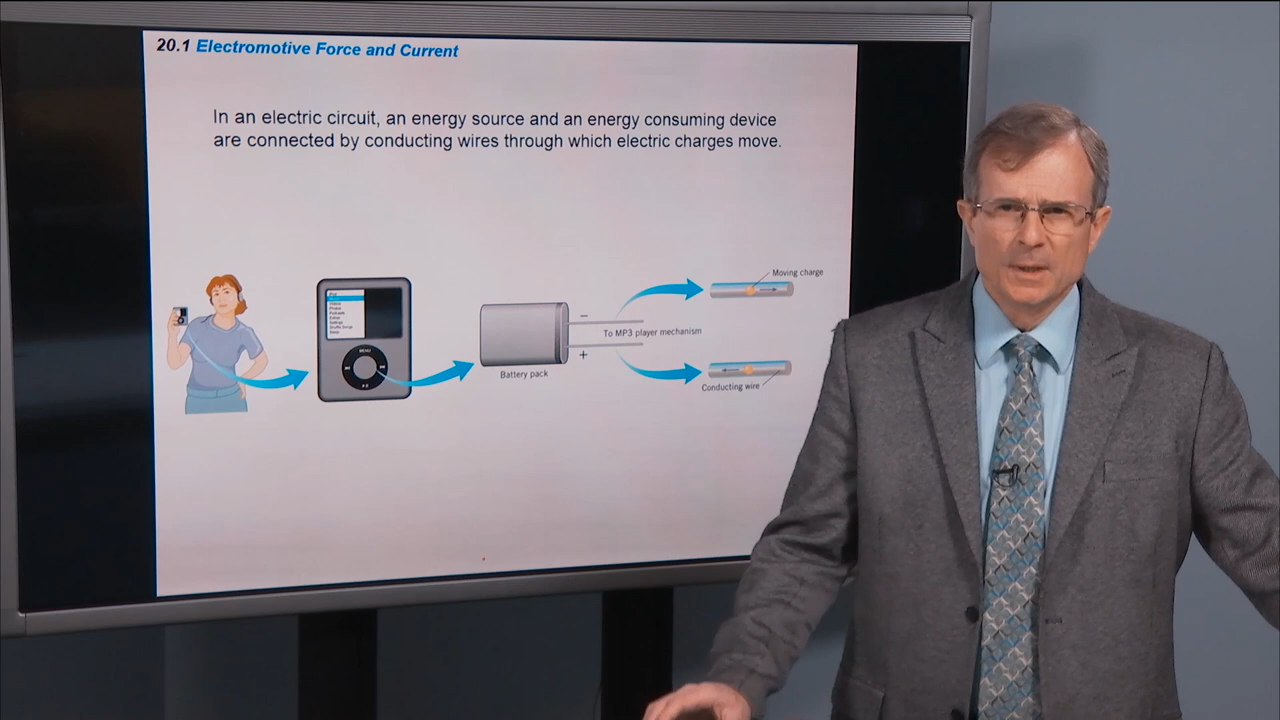 20.1 Electromotive Force and Current
In an electric circuit, an energy source and an energy consuming device
are connected by conducting wires through which electric charges move.
Moving charge
−
To MP3 player mechanism
+
Battery pack
Conducting wire
MENU